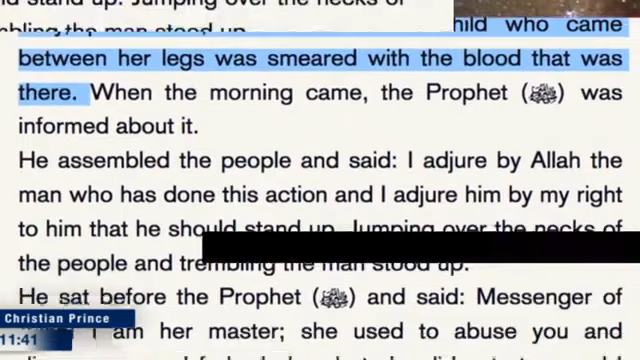 hild who came
between her legs was smeared with the blood that was
there. When the morning came, the Prophet (ﷺ) was
informed about it.
He assembled the people and said: I adjure by Allah the
man who has done this action and I adjure him by my right
to him that he should stand up. Jumping over the necks of
the people and trembling the man stood up.
He sat before the Prophet (ﷺ) and said: Messenger of
I am her master; she used to abuse you and
Christian Prince
11:41